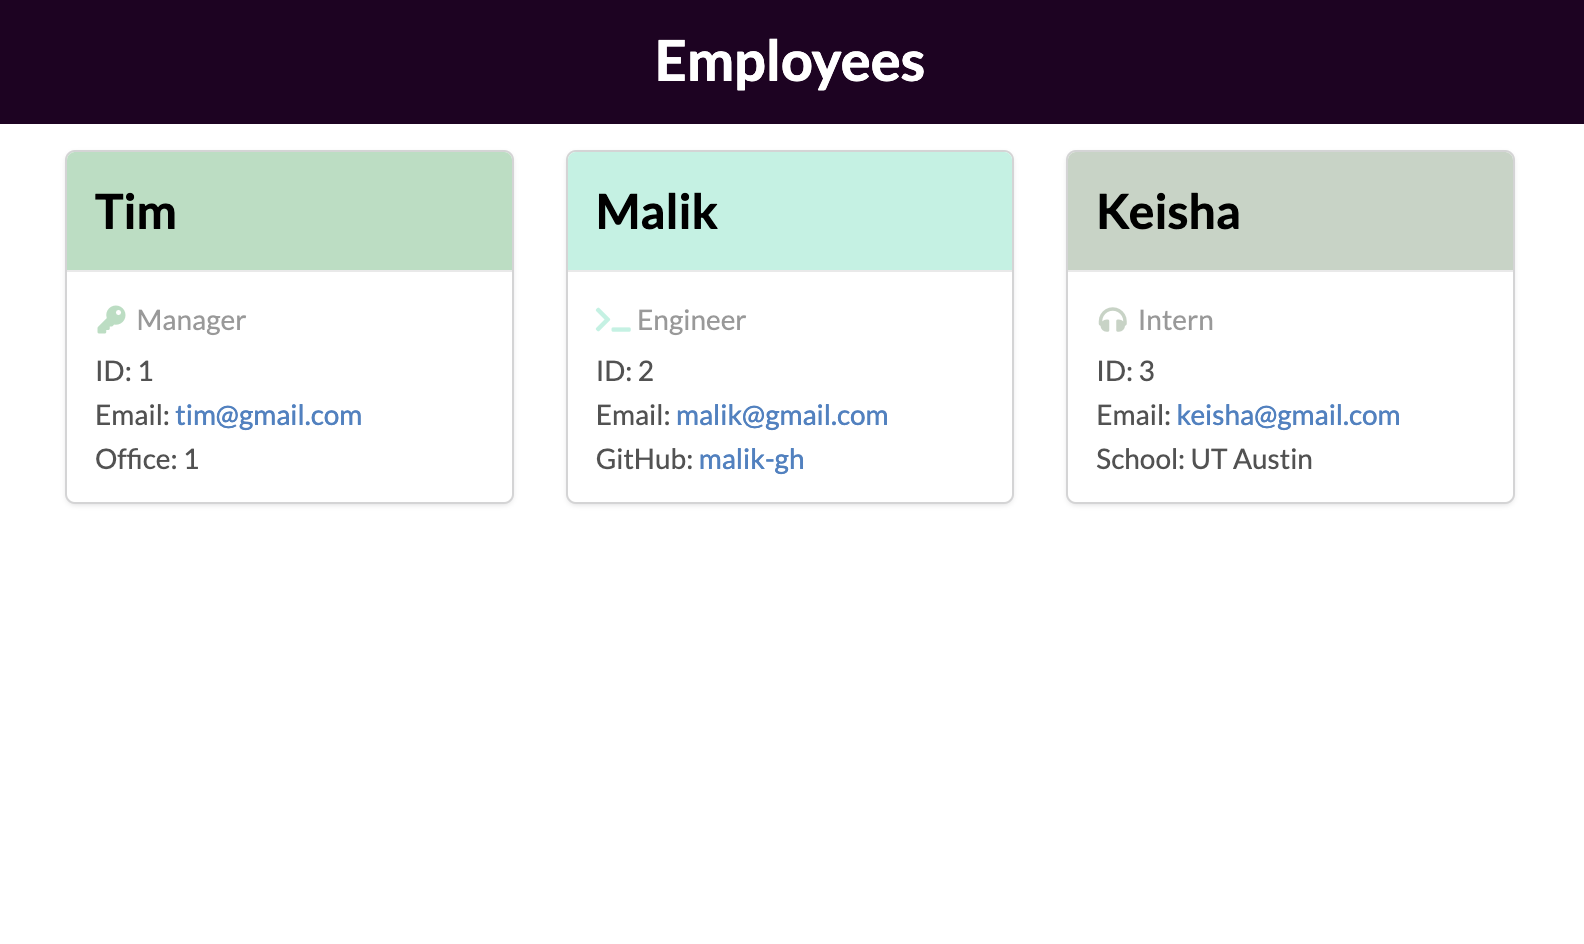 Employees
Tim
Manager
ID: 1
Email: tim@gmail.com
Office: 1
Malik
Engineer
ID: 2
Email: malik@gmail.com
GitHub: malik-gh
Keisha
Intern
ID: 3
Email: keisha@gmail.com
School: UT Austin